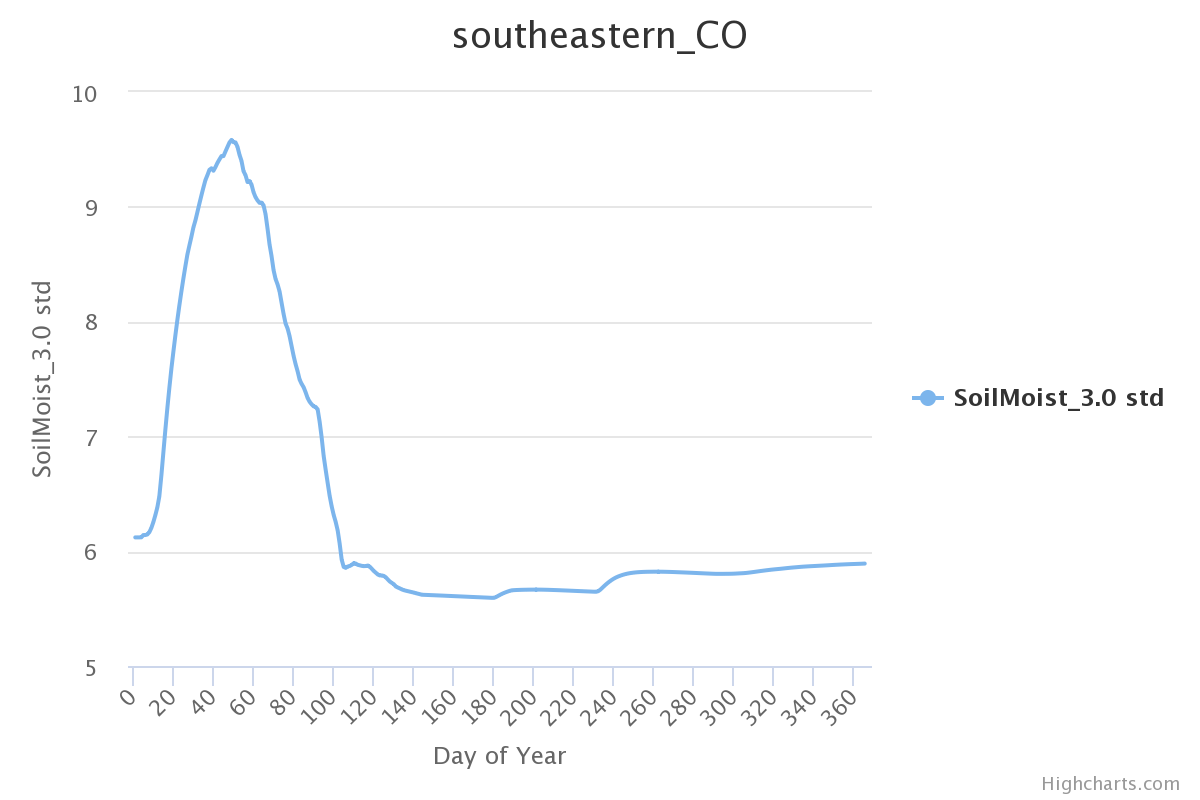 southeastern_CO
10
9
8
7
6
5
SoilMoist_3.0 std
0 20 40 60 80 100 120 140 160 180 200 220 240 260 280 300 320 340 360
Day of Year
SoilMoist_3.0 std
Highcharts.com